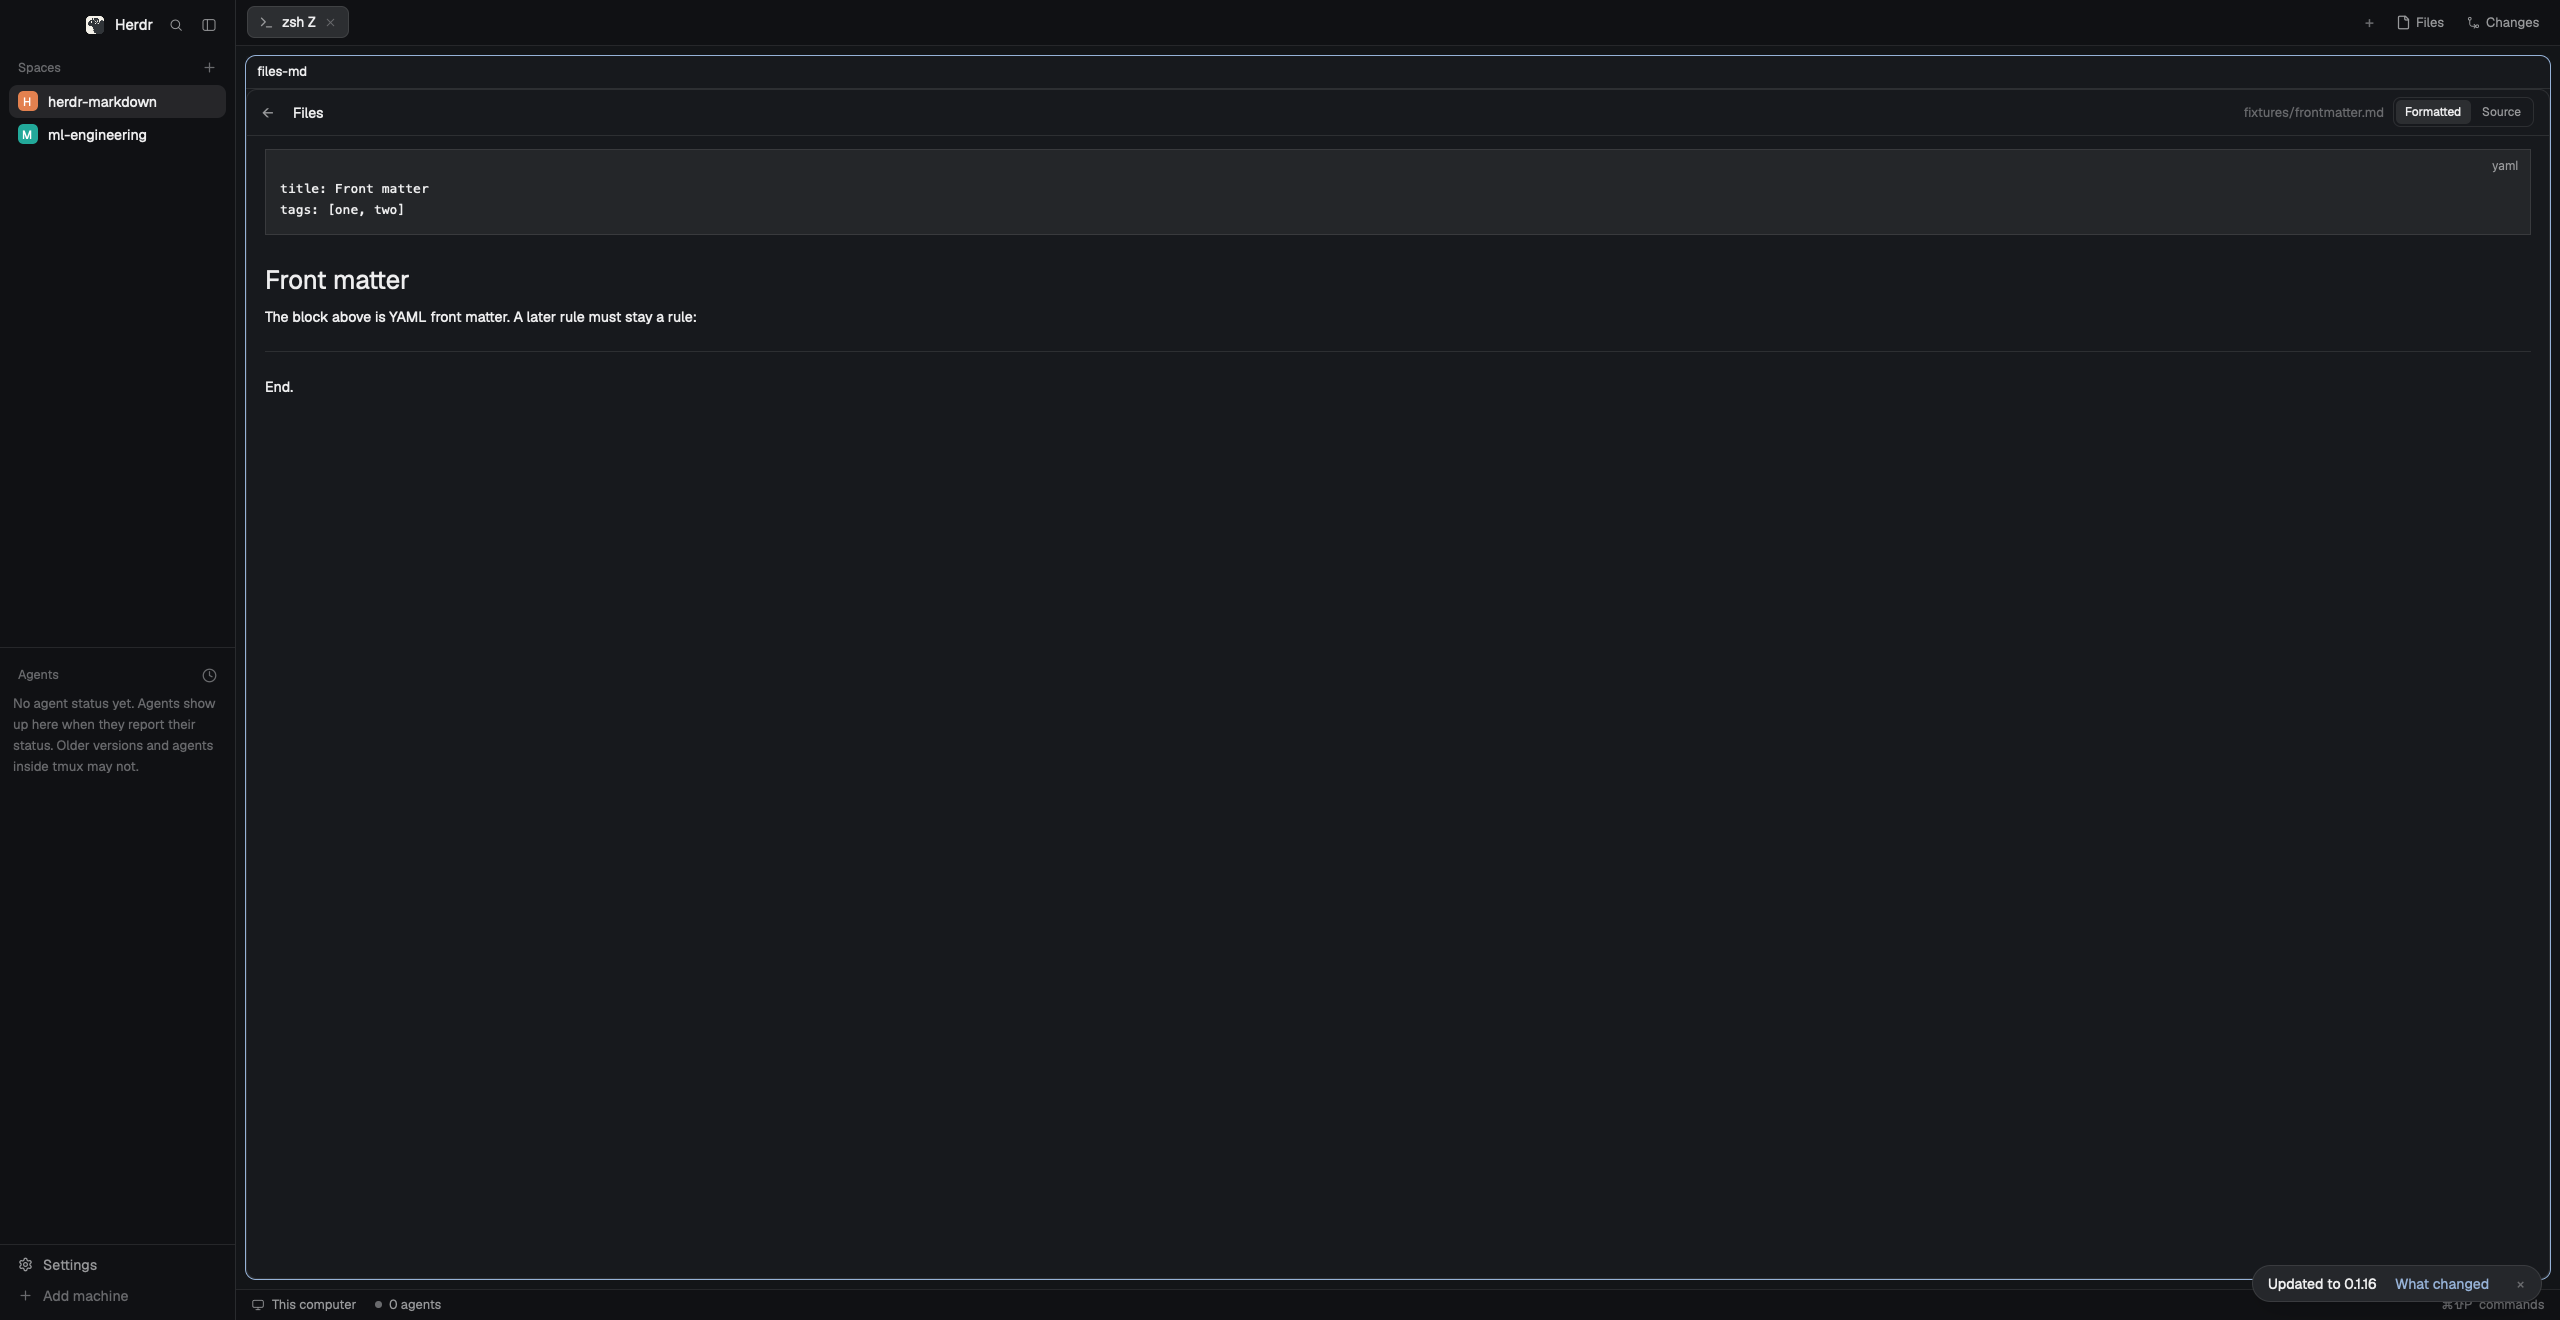 Herdr
Spaces
H herdr-markdown
M ml-engineering
Agents
No agent status yet. Agents show
up here when they report their
status. Older versions and agents
inside tmux may not.
Settings
Add machine
zsh Z
Files
Changes
files-md
Files
fixtures/frontmatter.md
Formatted
Source
yaml
title: Front matter
tags: [one, two]
Front matter
The block above is YAML front matter. A later rule must stay a rule:
End.
Updated to 0.1.16 What changed
This computer 0 agents
⌘⇧P commands